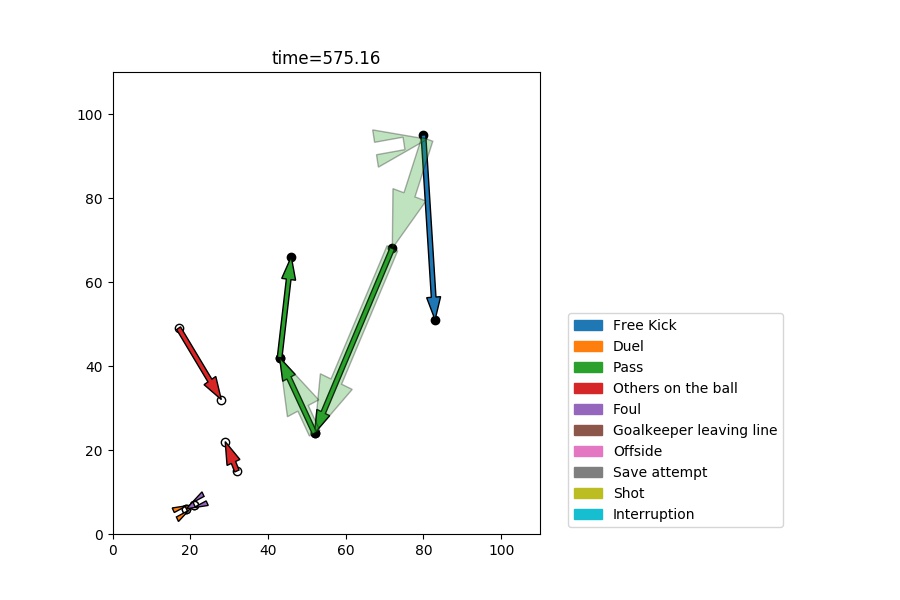 time=575.16
100
80
60
40
20
0
0 20 40 60 80 100
Free Kick
Duel
Pass
Others on the ball
Foul
Goalkeeper leaving line
Offside
Save attempt
Shot
Interruption